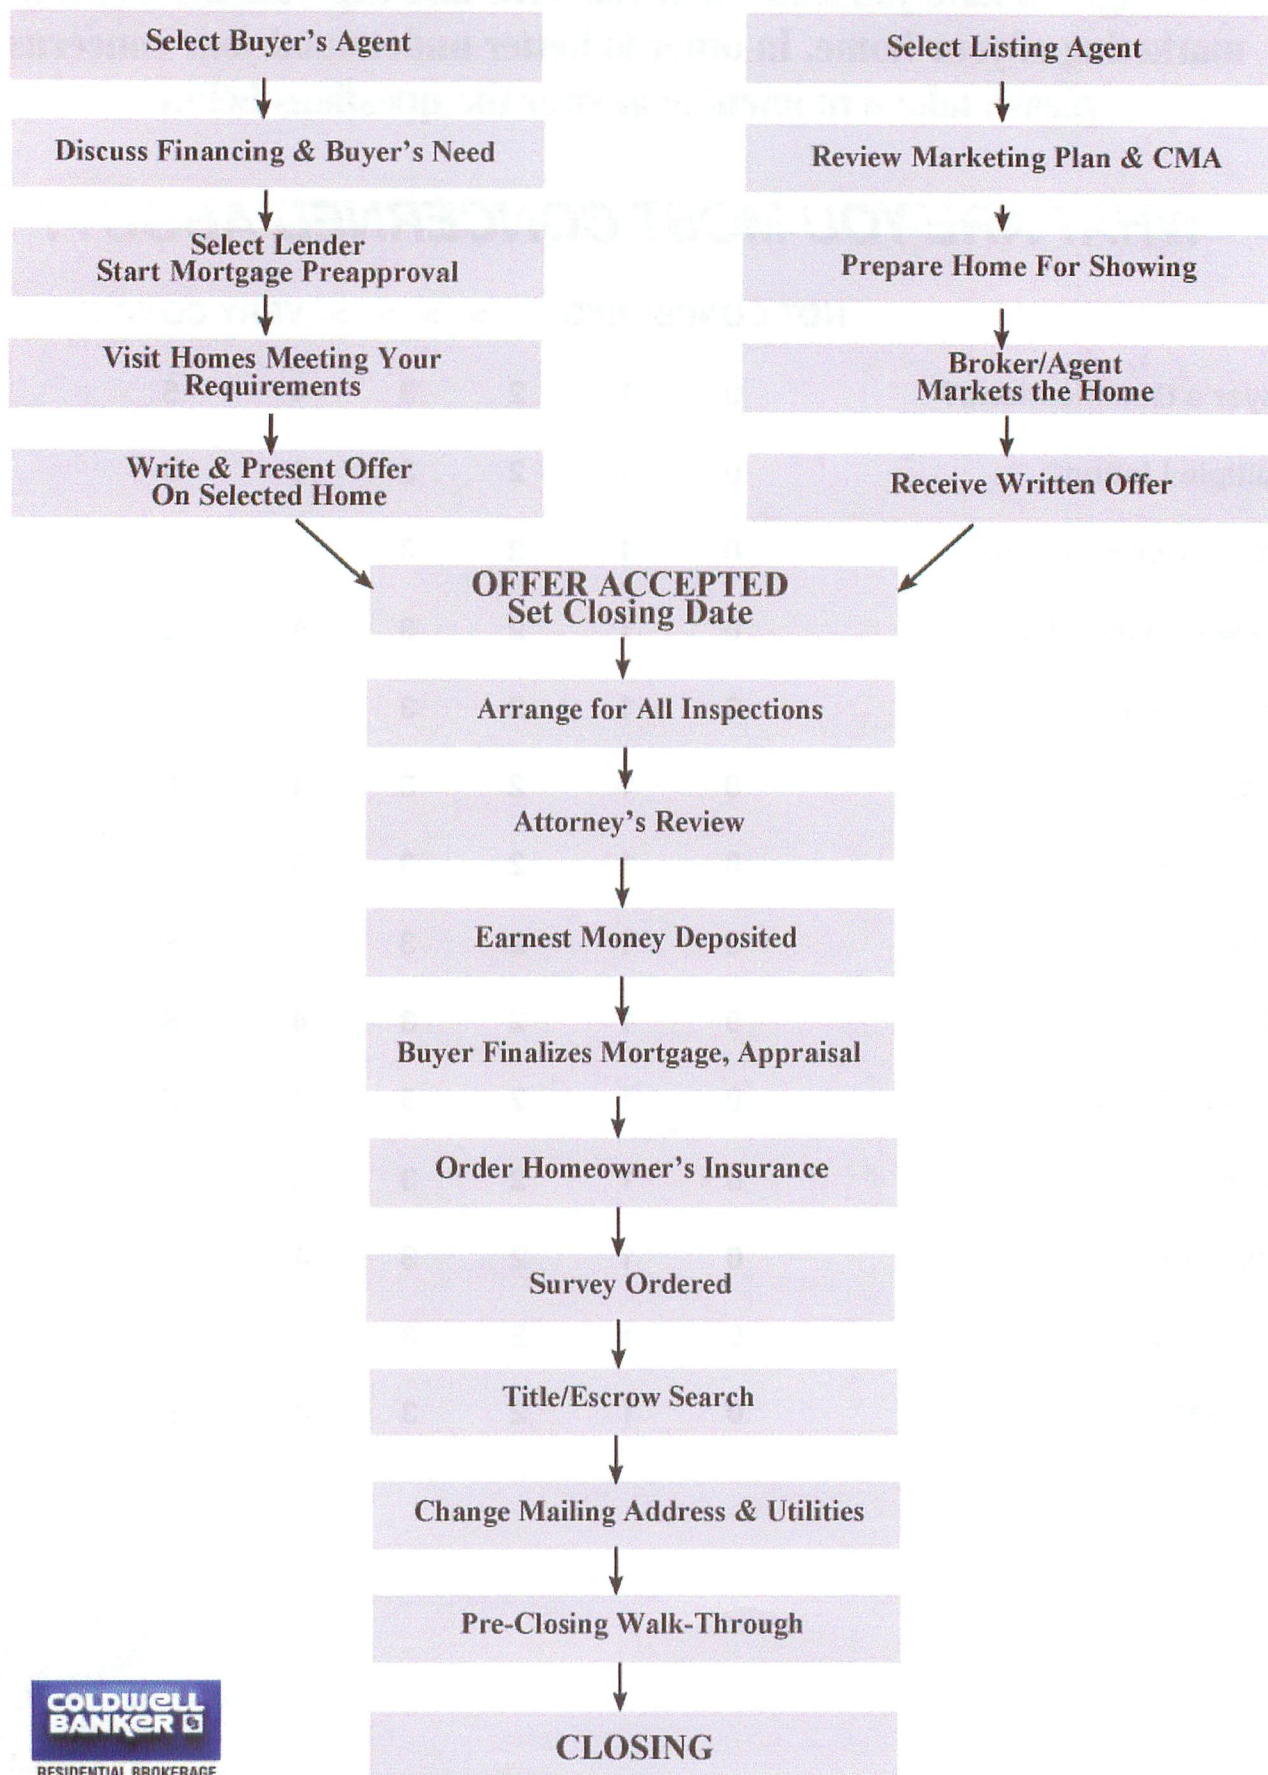 Select Buyer's Agent
Discuss Financing & Buyer's Need
Select Lender
Start Mortgage Preapproval
Visit Homes Meeting Your
Requirements
Write & Present Offer
On Selected Home
Select Listing Agent
Review Marketing Plan & CMA
Prepare Home For Showing
Broker/Agent
Markets the Home
Receive Written Offer
OFFER ACCEPTED
Set Closing Date
Arrange for All Inspections
Attorney's Review
Earnest Money Deposited
Buyer Finalizes Mortgage, Appraisal
Order Homeowner's Insurance
Survey Ordered
Title/Escrow Search
Change Mailing Address & Utilities
Pre-Closing Walk-Through
CLOSING
COLDWELL
BANKER
RESIDENTIAL BROKERAGE